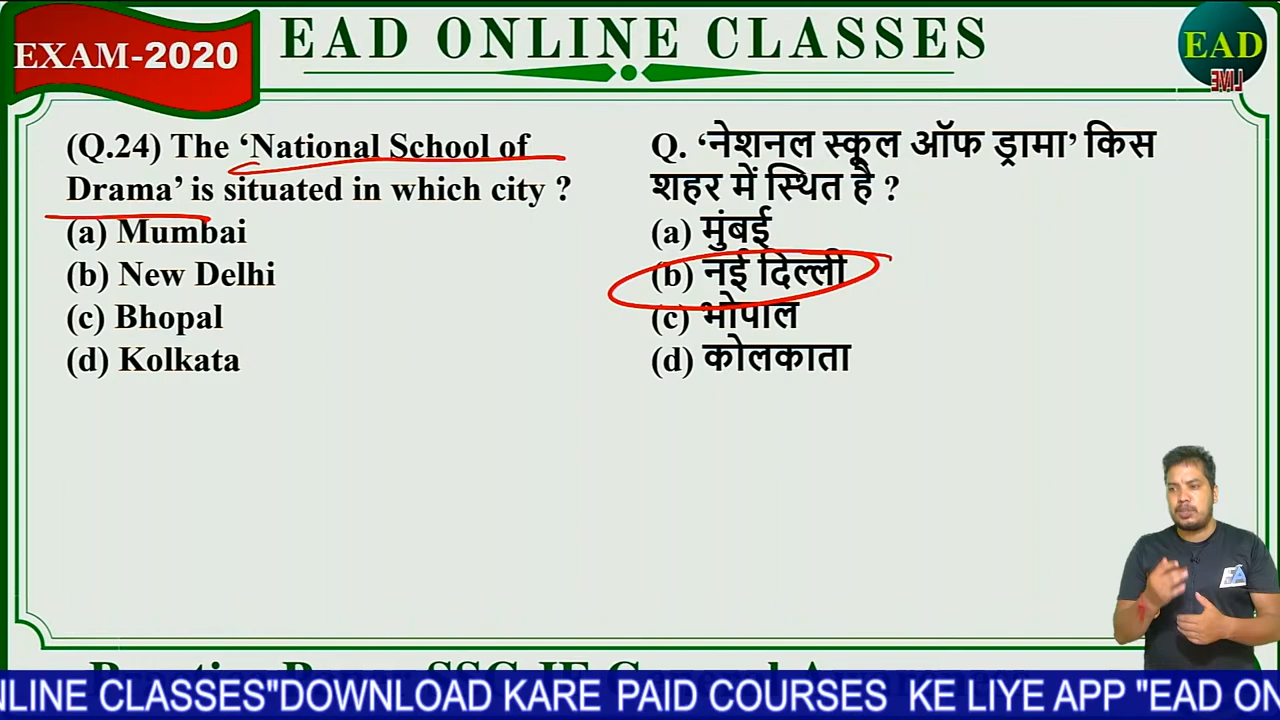 EXAM-2020
EAD ONLINE CLASSES
EAD
LIVE
(Q.24) The ‘National School of
Drama’ is situated in which city ?
(a) Mumbai
(b) New Delhi
(c) Bhopal
(d) Kolkata
Q. ‘नेशनल स्कूल ऑफ ड्रामा’ किस
शहर में स्थित है ?
(a) मुंबई
(b) नई दिल्ली
(c) भोपाल
(d) कोलकाता
NLINE CLASSES"DOWNLOAD KARE PAID COURSES KE LIYE APP "EAD ON